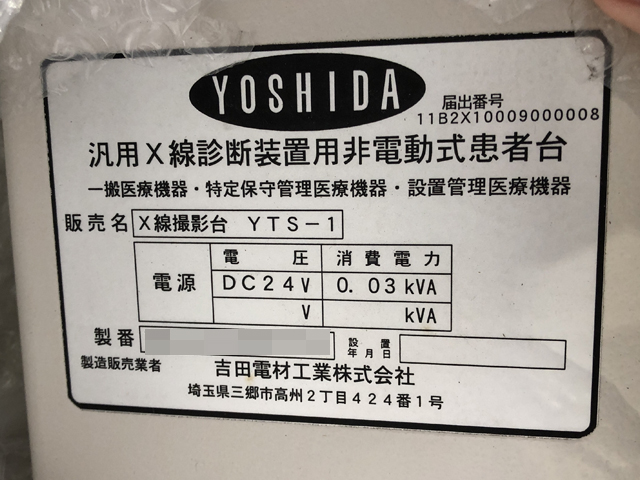 YOSHIDA
届出番号
11B2X10009000008
汎用X線診断装置用非電動式患者台
一搬医療機器・特定保守管理医療機器・設置管理医療機器
販売名 X線撮影台 YTS-1
電圧 消費電力
電源 DC24V 0.03kVA
V kVA
製番 設置年月日
製造販売業者 吉田電材工業株式会社
埼玉県三郷市高州2丁目424番1号